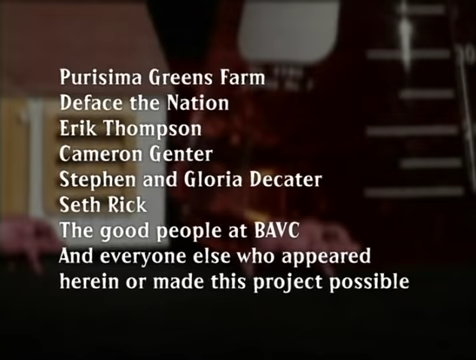 Purisima Greens Farm
Deface the Nation
Erik Thompson
Cameron Genter
Stephen and Gloria Decater
Seth Rick
The good people at BAVC
And everyone else who appeared
herein or made this project possible